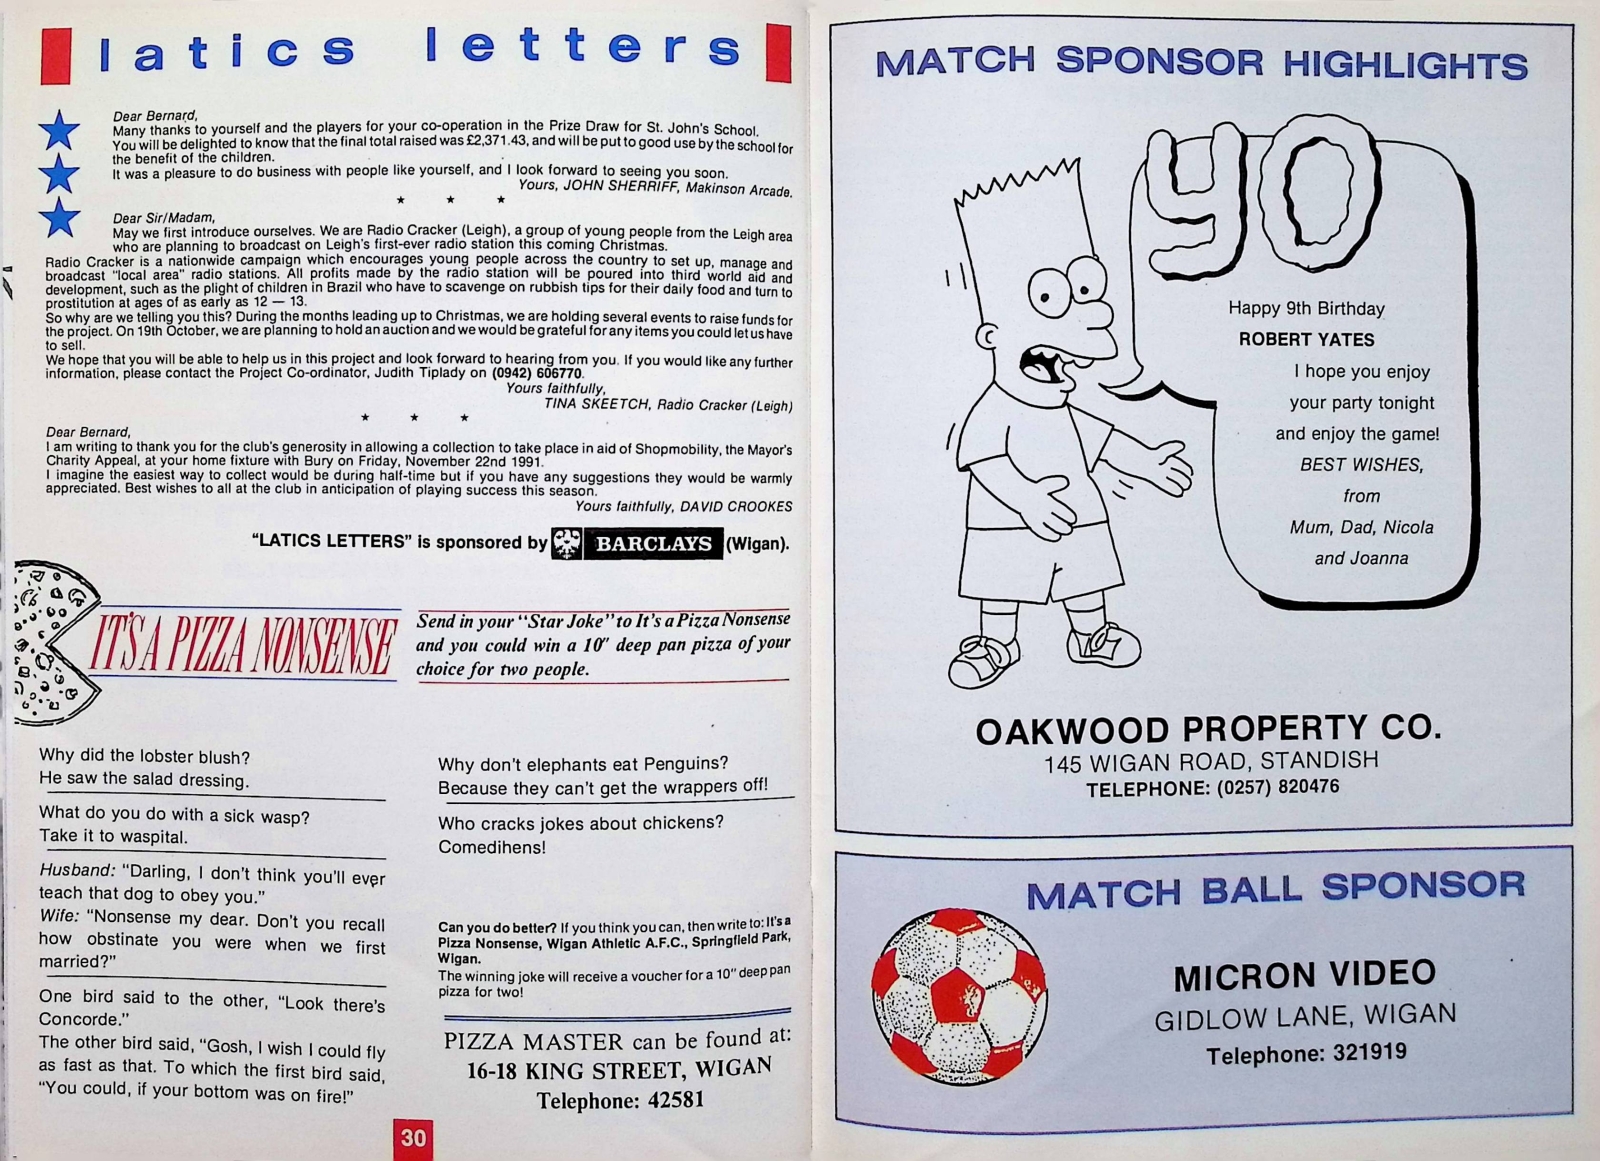 latics letters
Dear Bernard,
Many thanks to yourself and the players for your co-operation in the Prize Draw for St. John's School.
You will be delighted to know that the final total raised was £2,371.43, and will be put to good use by the school for
the benefit of the children.
It was a pleasure to do business with people like yourself, and I look forward to seeing you soon.
Yours, JOHN SHERRIFF, Makinson Arcade.
Dear Sir/Madam,
May we first introduce ourselves. We are Radio Cracker (Leigh), a group of young people from the Leigh area
who are planning to broadcast on Leigh's first-ever radio station this coming Christmas.
Radio Cracker is a nationwide campaign which encourages young people across the country to set up, manage and
broadcast "local area" radio stations. All profits made by the radio station will be poured into third world aid and
development, such as the plight of children in Brazil who have to scavenge on rubbish tips for their daily food and turn to
prostitution at ages of as early as 12 — 13.
So why are we telling you this? During the months leading up to Christmas, we are holding several events to raise funds for
the project. On 19th October, we are planning to hold an auction and we would be grateful for any items you could let us have
to sell.
We hope that you will be able to help us in this project and look forward to hearing from you. If you would like any further
information, please contact the Project Co-ordinator, Judith Tiplady on (0942) 606770.
Yours faithfully,
TINA SKEETCH, Radio Cracker (Leigh)
Dear Bernard,
I am writing to thank you for the club's generosity in allowing a collection to take place in aid of Shopmobility, the Mayor's
Charity Appeal, at your home fixture with Bury on Friday, November 22nd 1991.
I imagine the easiest way to collect would be during half-time but if you have any suggestions they would be warmly
appreciated. Best wishes to all at the club in anticipation of playing success this season.
Yours faithfully, DAVID CROOKES
"LATICS LETTERS" is sponsored by BARCLAYS (Wigan).
IT'S A PIZZA NONSENSE
Send in your "Star Joke" to It's a Pizza Nonsense
and you could win a 10" deep pan pizza of your
choice for two people.
Why did the lobster blush?
He saw the salad dressing.
What do you do with a sick wasp?
Take it to waspital.
Husband: "Darling, I don't think you'll ever
teach that dog to obey you."
Wife: "Nonsense my dear. Don't you recall
how obstinate you were when we first
married?"
One bird said to the other, "Look there's
Concorde."
The other bird said, "Gosh, I wish I could fly
as fast as that. To which the first bird said,
"You could, if your bottom was on fire!"
Why don't elephants eat Penguins?
Because they can't get the wrappers off!
Who cracks jokes about chickens?
Comedihens!
Can you do better? If you think you can, then write to: It's a
Pizza Nonsense, Wigan Athletic A.F.C., Springfield Park,
Wigan.
The winning joke will receive a voucher for a 10" deep pan
pizza for two!
PIZZA MASTER can be found at:
16-18 KING STREET, WIGAN
Telephone: 42581
30
MATCH SPONSOR HIGHLIGHTS
YO
Happy 9th Birthday
ROBERT YATES
I hope you enjoy
your party tonight
and enjoy the game!
BEST WISHES,
from
Mum, Dad, Nicola
and Joanna
OAKWOOD PROPERTY CO.
145 WIGAN ROAD, STANDISH
TELEPHONE: (0257) 820476
MATCH BALL SPONSOR
MICRON VIDEO
GIDLOW LANE, WIGAN
Telephone: 321919